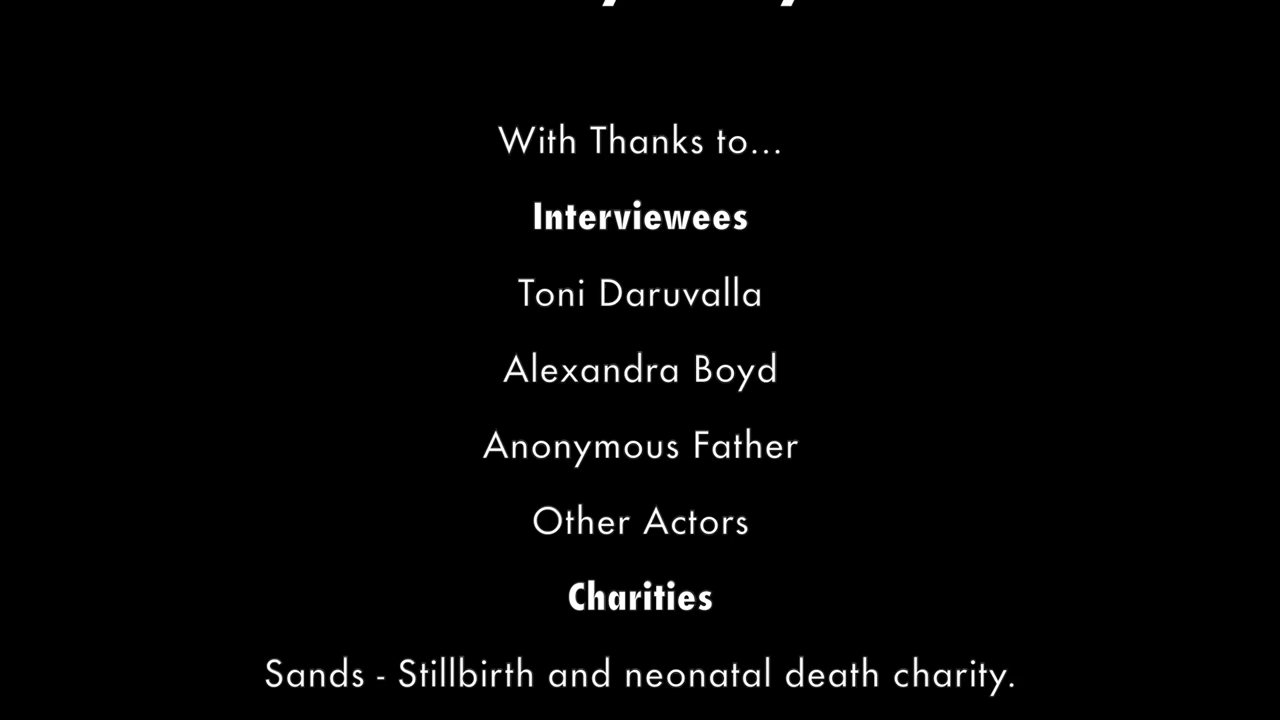 With Thanks to...
Interviewees
Toni Daruvalla
Alexandra Boyd
Anonymous Father
Other Actors
Charities
Sands - Stillbirth and neonatal death charity.